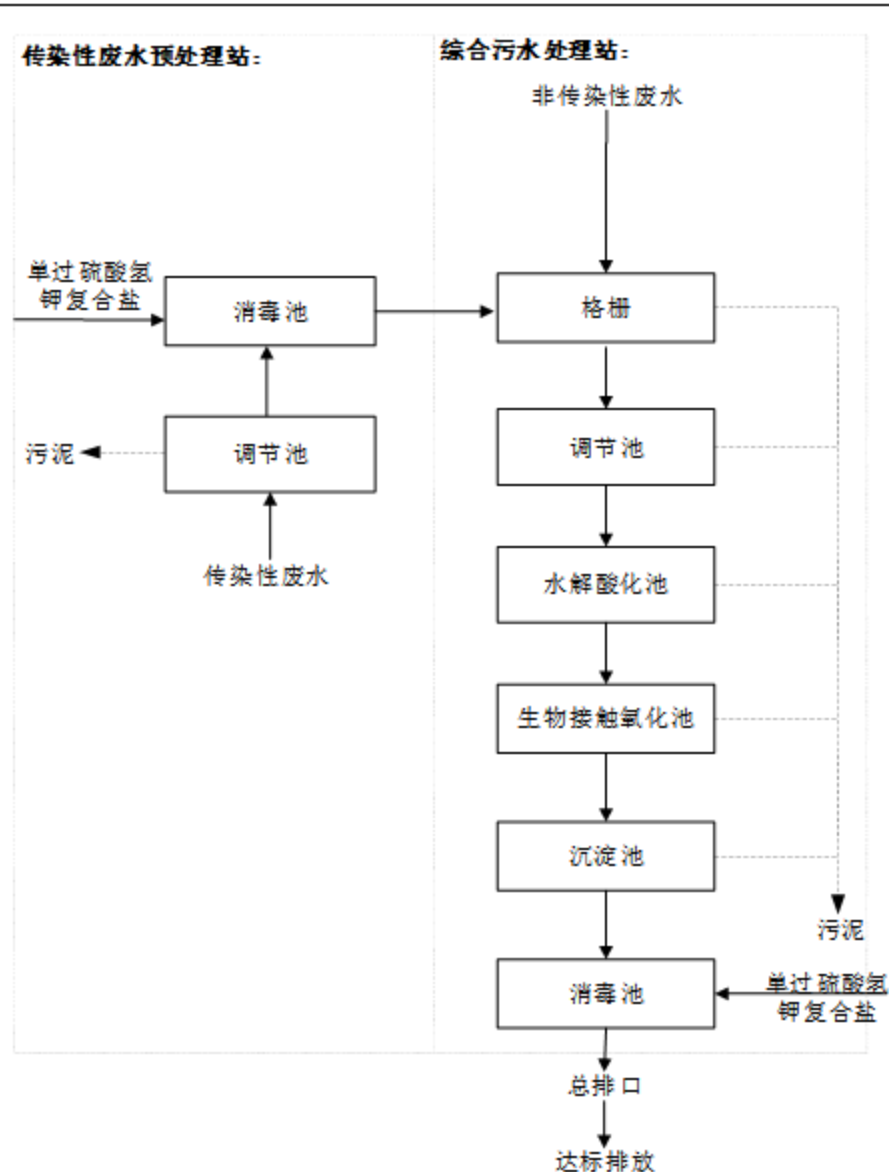 传染性废水预处理站：
综合污水处理站：
非传染性废水
单过硫酸氢
钾复合盐
消毒池
格栅
污泥
调节池
调节池
传染性废水
水解酸化池
生物接触氧化池
沉淀池
污泥
消毒池
单过硫酸氢
钾复合盐
总排口
达标排放